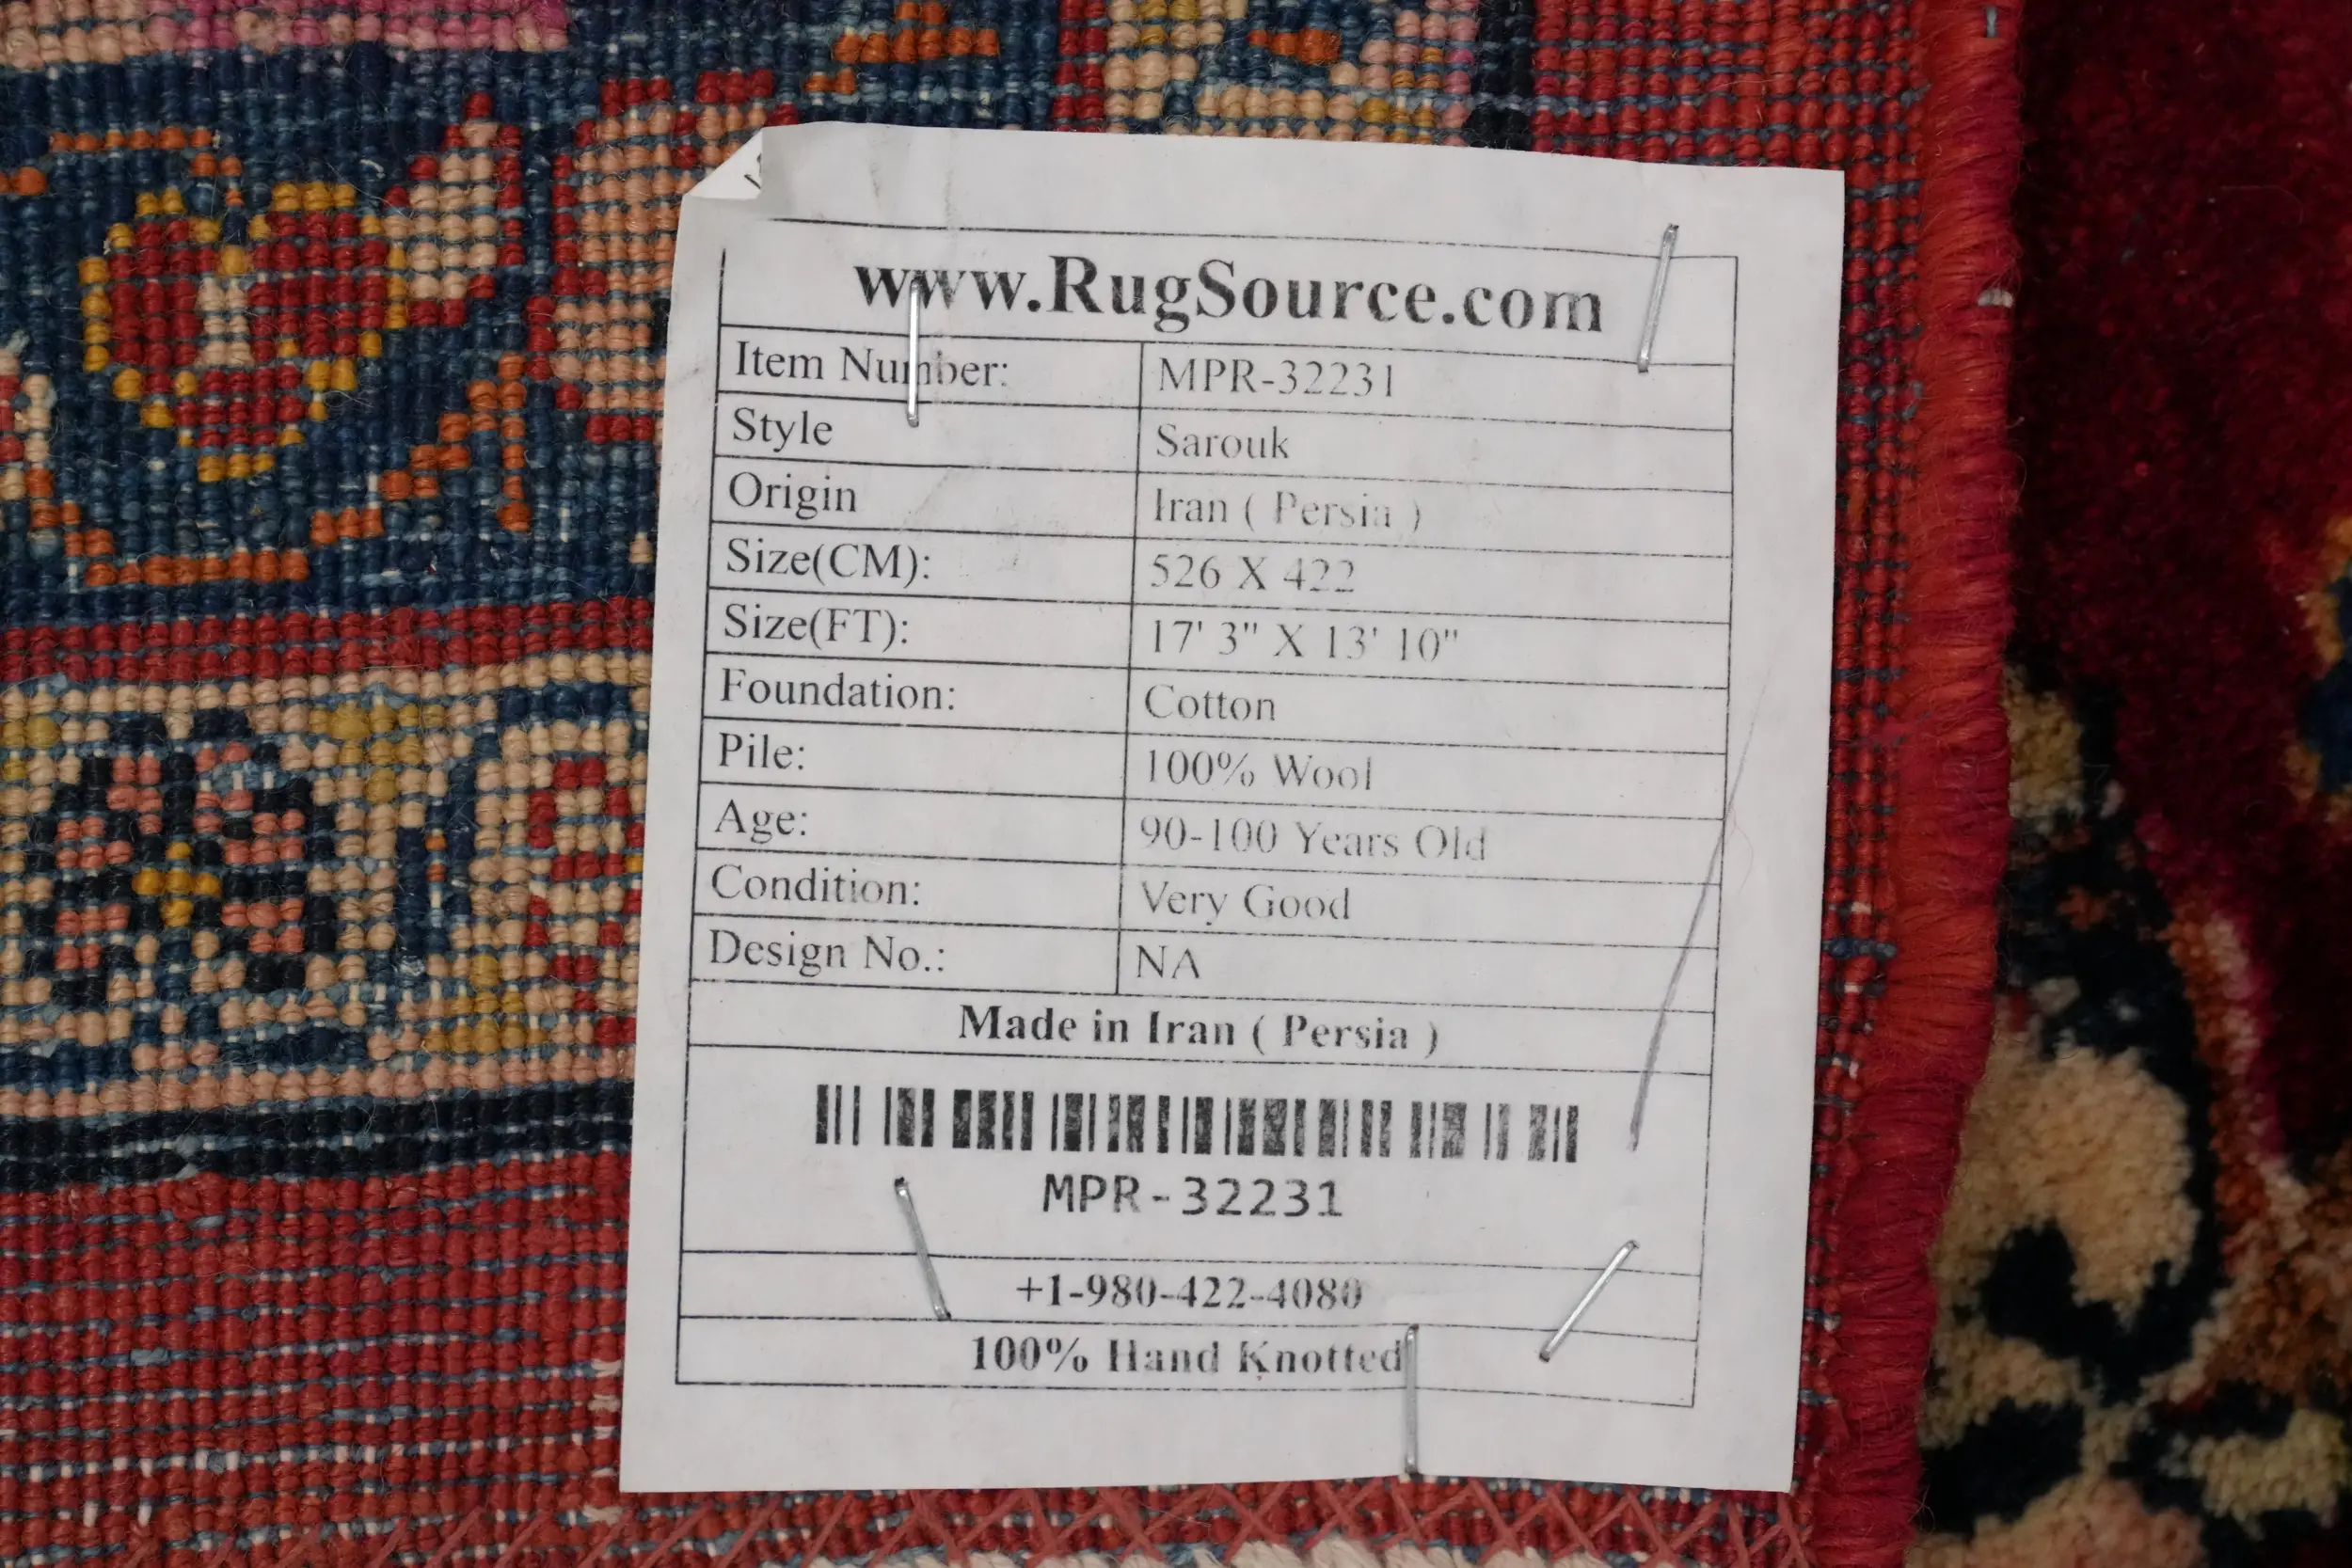 www.RugSource.com
Item Number: MPR-32231
Style Sarouk
Origin Iran ( Persia )
Size(CM): 526 X 422
Size(FT): 17' 3" X 13' 10"
Foundation: Cotton
Pile: 100% Wool
Age: 90-100 Years Old
Condition: Very Good
Design No.: NA
Made in Iran ( Persia )
MPR-32231
+1-980-422-4080
100% Hand Knotted